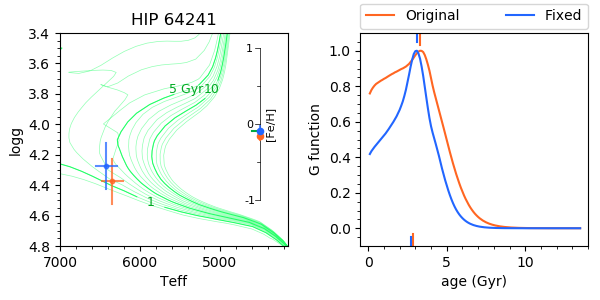 HIP 64241
3.4
3.6
3.8
4.0
4.2
4.4
4.6
4.8
logg
7000
6000
5000
Teff
5 Gyr
10
1
1
0
-1
[Fe/H]
Original
Fixed
1.0
0.8
0.6
0.4
0.2
0.0
G function
0
5
10
age (Gyr)